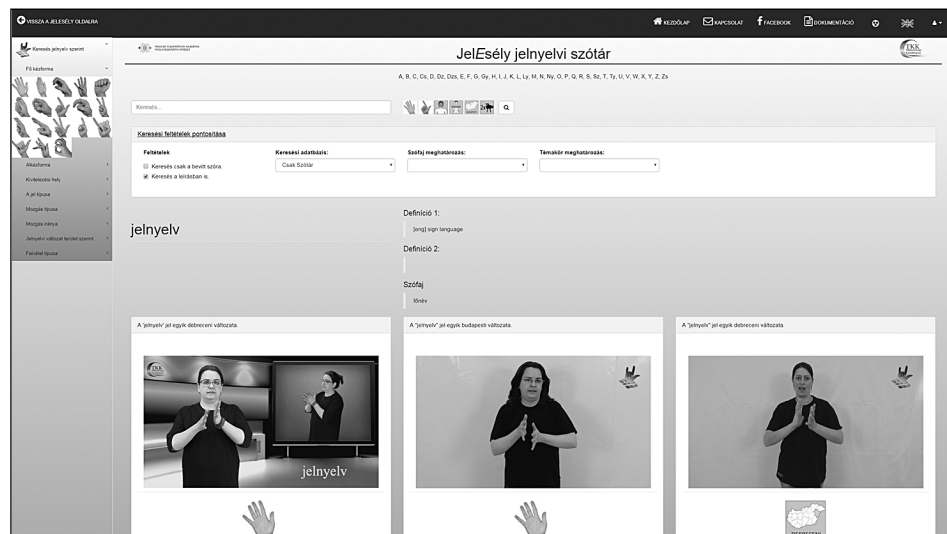 VISSZA A JELESÉLY OLDALRA
KEZDŐLAP
KAPCSOLAT
FACEBOOK
DOKUMENTÁCIÓ
Keresés jelnyelv szerint
Fő kézforma
Alkézforma
Kivitelezési hely
A jel típusa
Mozgás típusa
Mozgás iránya
Jelnyelvi változat terület szerint
Felvétel típusa
JelEsély jelnyelvi szótár
TKK
A, B, C, Cs, D, Dz, Dzs, E, F, G, Gy, H, I, J, K, L, Ly, M, N, Ny, O, P, Q, R, S, Sz, T, Ty, U, V, W, X, Y, Z, Zs
Keresés...
Keresési feltételek pontosítása
Feltételek
Keresés csak a bevitt szóra.
Keresés a leírásban is.
Keresési adatbázis:
Csak Szótár
Szófaj meghatározás:
Témakör meghatározás:
jelnyelv
Definíció 1:
[eng] sign language
Definíció 2:
Szófaj
főnév
A 'jelnyelv' jel egyik debreceni változata.
A "jelnyelv" jel egyik budapesti változata.
A "jelnyelv" jel egyik debreceni változata
TKK
jelnyelv
DEBRECEN